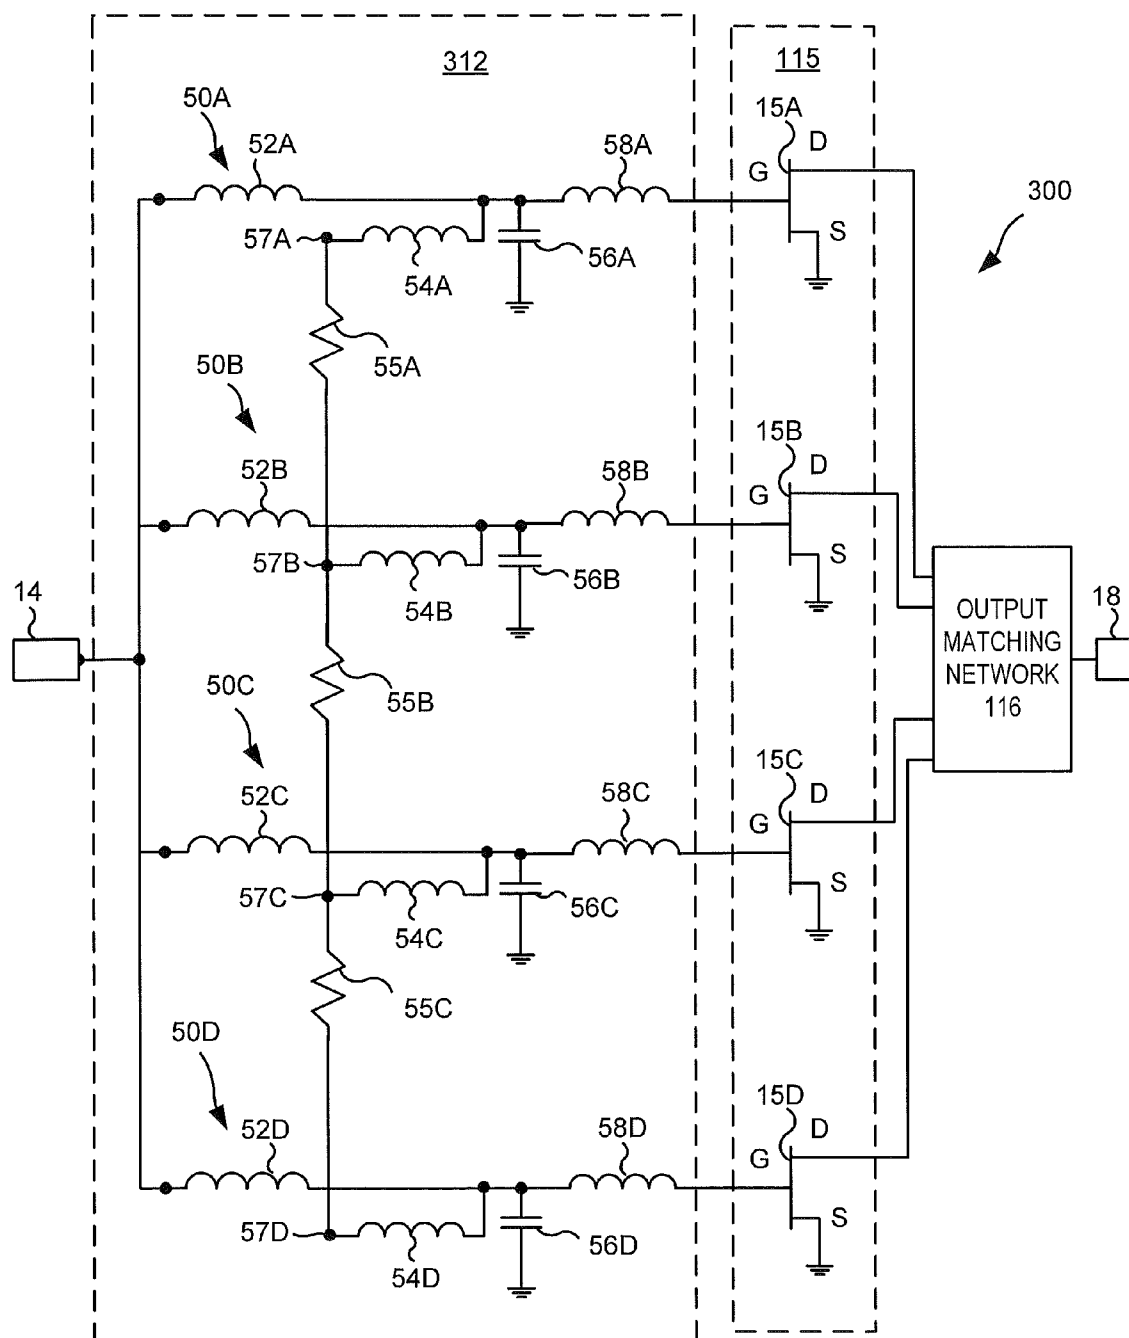 312
115
50A
52A
58A
15A
D
G
S
300
57A
54A
56A
55A
50B
52B
58B
15B
D
G
S
57B
54B
56B
14
OUTPUT
MATCHING
NETWORK
116
18
50C
55B
52C
58C
15C
D
G
S
57C
54C
56C
55C
50D
52D
58D
15D
D
G
S
57D
54D
56D